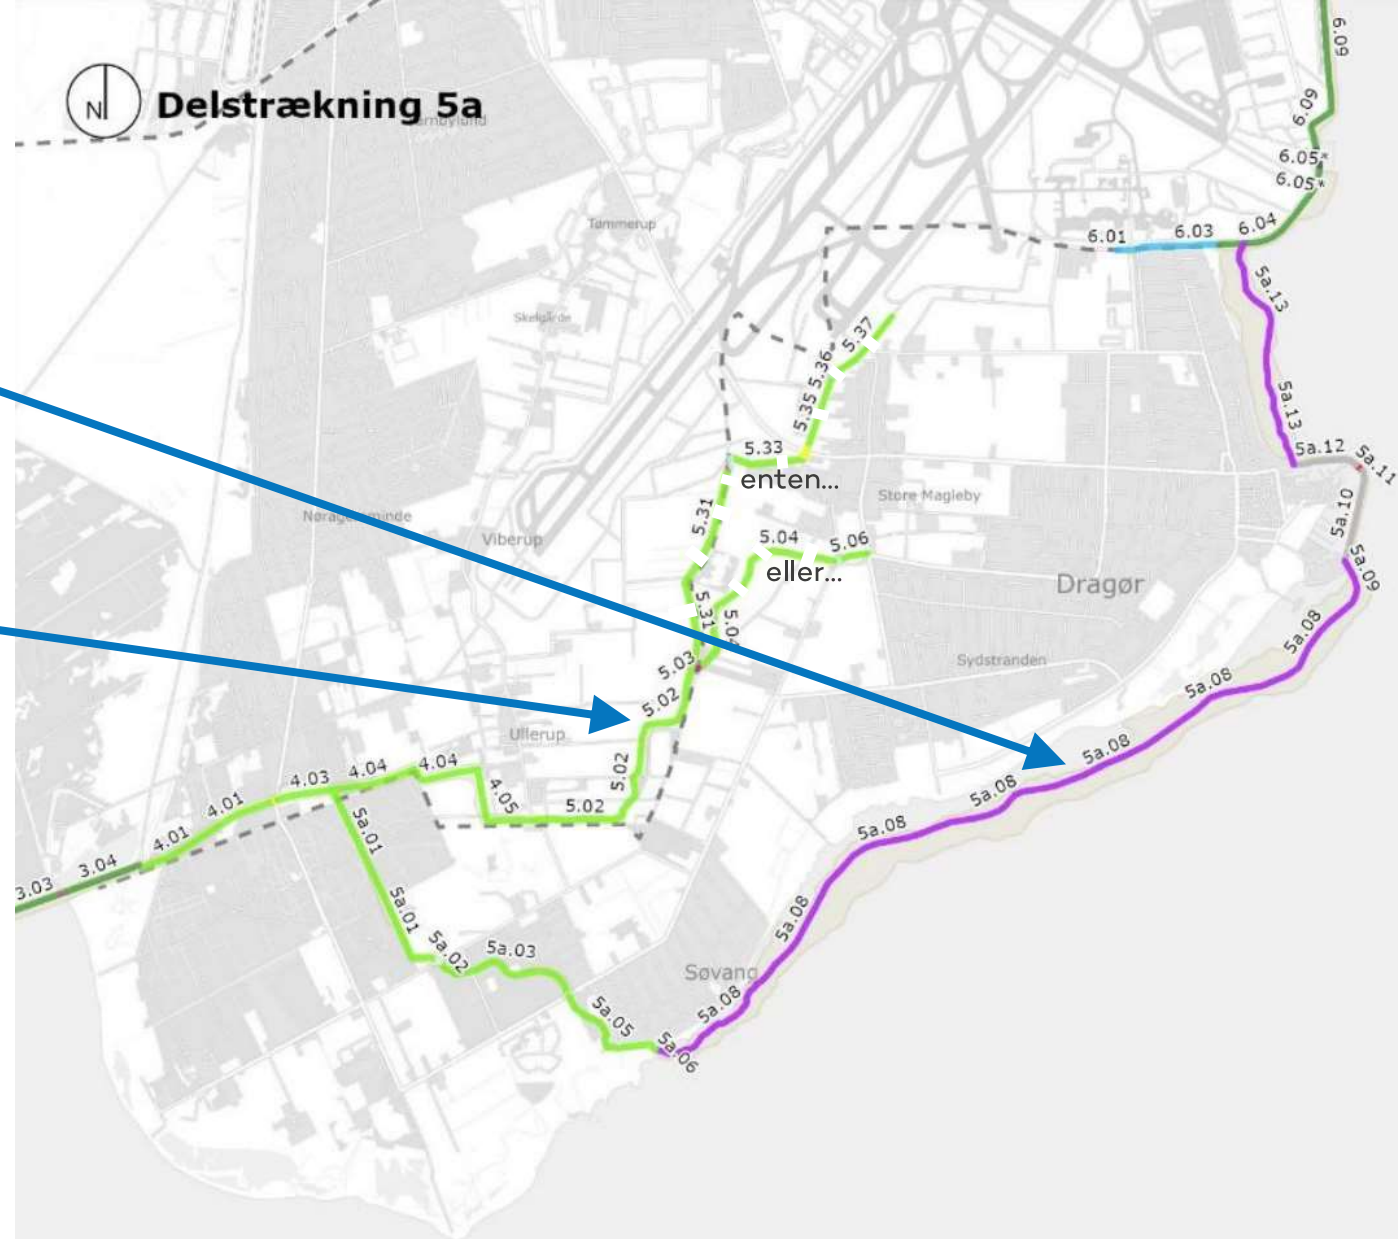 6.09
N
Delstrækning 5a
6.09
6.05*
6.05*
Tømmerup
6.01
6.03
6.04
5a.13
Skelgårde
5.37
5.36
5.35
5a.13
5.33
5a.12
5a.11
enten...
Store Magleby
5.31
5a.10
Viberup
5.04
5.06
eller...
Dragør
5a.09
5.31
5.04
5a.08
Sydstranden
5.03
5a.08
5.02
Ullerup
5a.08
4.03
4.04
4.04
5.02
5a.08
4.01
4.05
5.02
4.01
5a.01
5a.08
3.04
3.03
5a.01
5a.08
5a.02
5a.03
Søvang
5a.08
5a.05
5a.06